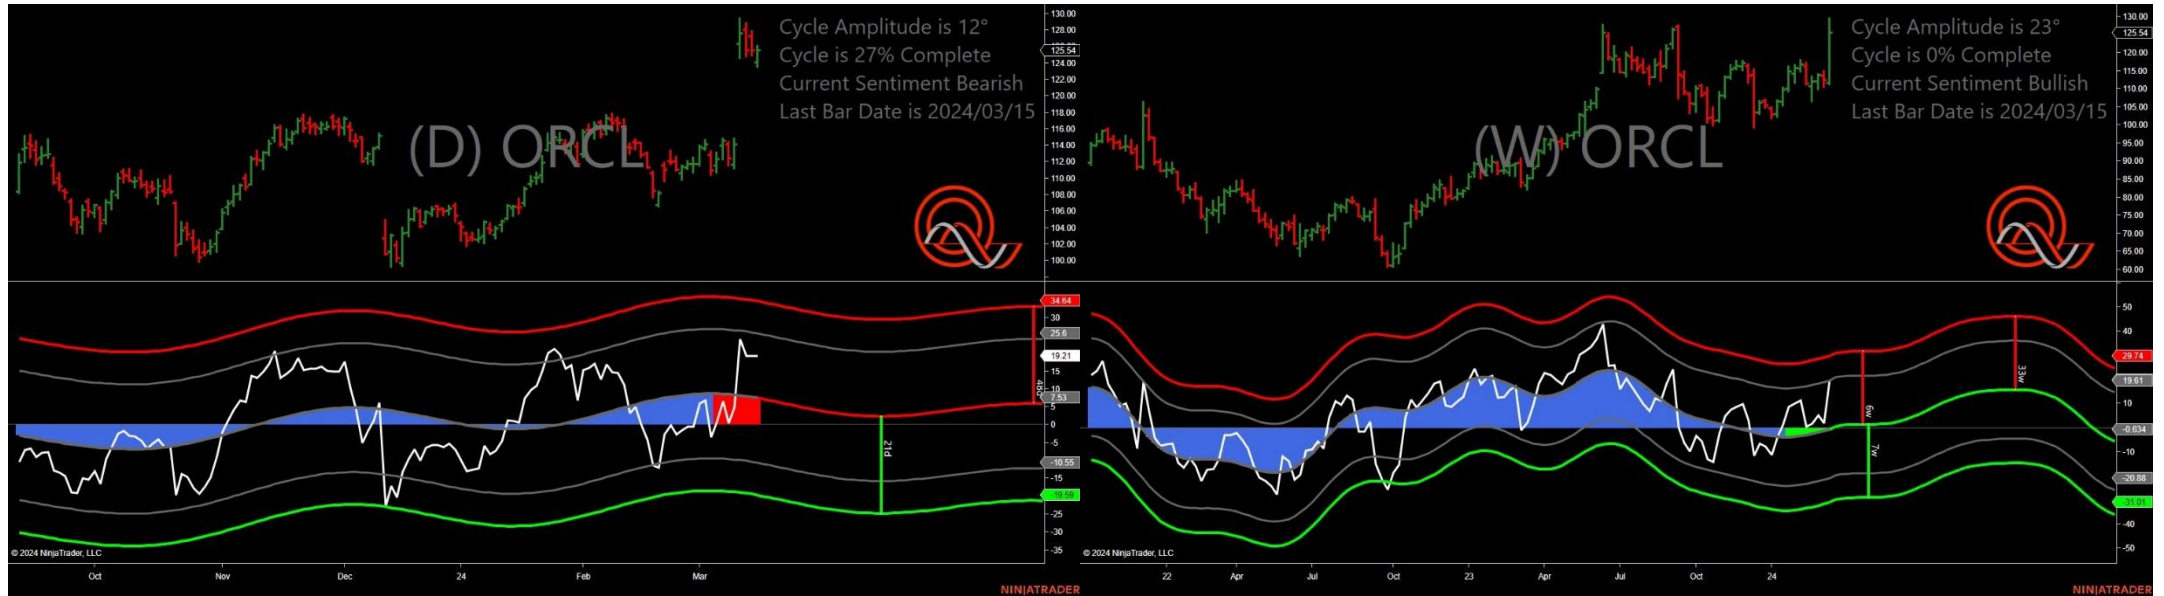 Cycle Amplitude is 12°
Cycle is 27% Complete
Current Sentiment Bearish
Last Bar Date is 2024/03/15
(D) ORCL
130.00
128.00
125.54
124.00
122.00
120.00
118.00
116.00
114.00
112.00
110.00
108.00
106.00
104.00
102.00
100.00
34.64
30
25.6
19.21
15
10
7.53
5
0
-5
-10.55
-15
-19.59
-25
-30
-35
48d
21d
© 2024 NinjaTrader, LLC
Oct
Nov
Dec
24
Feb
Mar
NINJATRADER
Cycle Amplitude is 23°
Cycle is 0% Complete
Current Sentiment Bullish
Last Bar Date is 2024/03/15
(W) ORCL
130.00
125.54
120.00
115.00
110.00
105.00
100.00
95.00
90.00
85.00
80.00
75.00
70.00
65.00
60.00
50
40
29.74
19.61
10
-0.634
-10
-20.88
-31.01
-40
-50
6w
7w
33w
© 2024 NinjaTrader, LLC
22
Apr
Jul
Oct
23
Apr
Jul
Oct
24
NINJATRADER